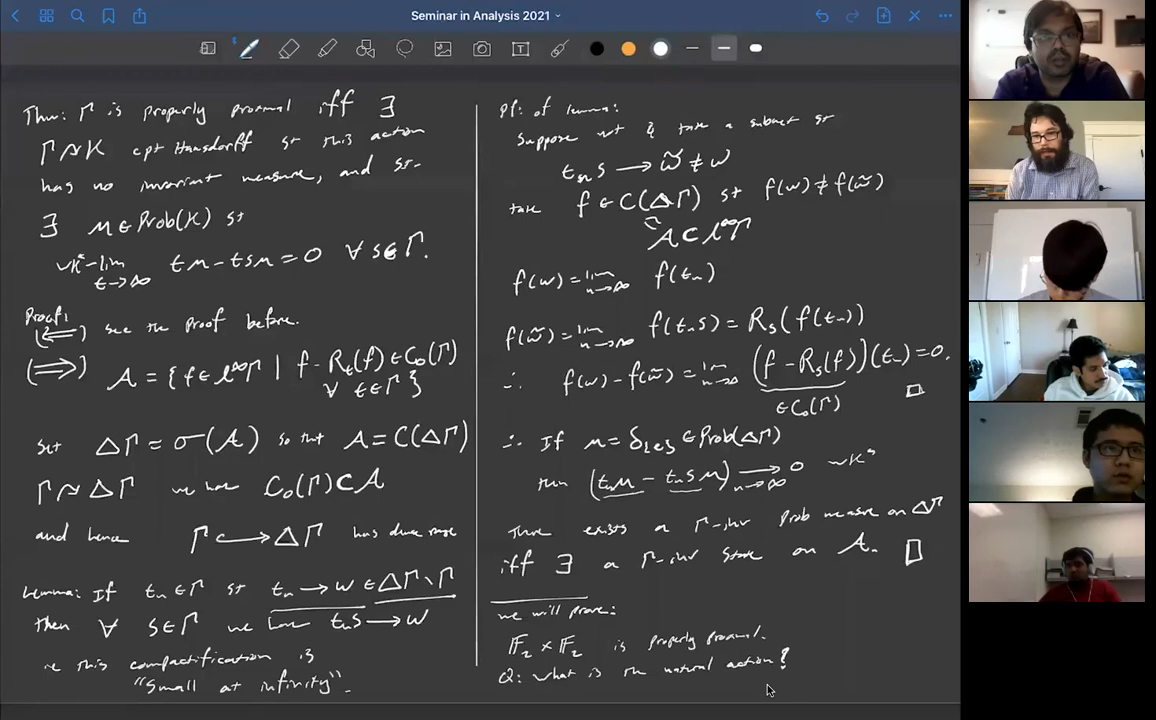 Seminar in Analysis 2021
Thm: Γ is properly proximal iff ∃
Γ ↷ K cpt Hausdorff st this action
has no invariant measure, and st.
∃ μ ∈ Prob(K) st
wk*-lim t→∞ tμ - tsμ = 0 ∀ s∈Γ.
Proof:
(⇐) see the proof before.
(⇒) A = {f ∈ ℓ^∞Γ | f - R_t(f) ∈ C_0(Γ)
∀ t∈Γ}
Set ΔΓ = σ(A) so that A = C(ΔΓ)
Γ ↷ ΔΓ we have C_0(Γ) ⊂ A
and hence Γ ↪ ΔΓ has dense range
Lemma: If t_n ∈ Γ st t_n → w ∈ ΔΓ \ Γ
then ∀ s∈Γ we have t_n s → w
ie this compactification is
"Small at infinity".
Pf: of lemma:
Suppose not & take a subnet st
t_n s → w̃ ≠ w
take f ∈ C(ΔΓ) st f(w) ≠ f(w̃)
A ⊂ ℓ^∞Γ
f(w) = lim n→∞ f(t_n)
f(w̃) = lim n→∞ f(t_n s) = R_s(f(t_n))
∴ f(w) - f(w̃) = lim n→∞ (f - R_s(f))(t_n) = 0.
∈ C_0(Γ) □
∴ If μ = δ_{e} ∈ Prob(ΔΓ)
then (t_n μ - t_n s μ) → n→∞ 0 wk*
There exists a Γ-inv Prob measure on ΔΓ
iff ∃ a Γ-inv state on A. □
we will prove:
𝔽_2 × 𝔽_2 is properly proximal.
Q: what is the natural action?